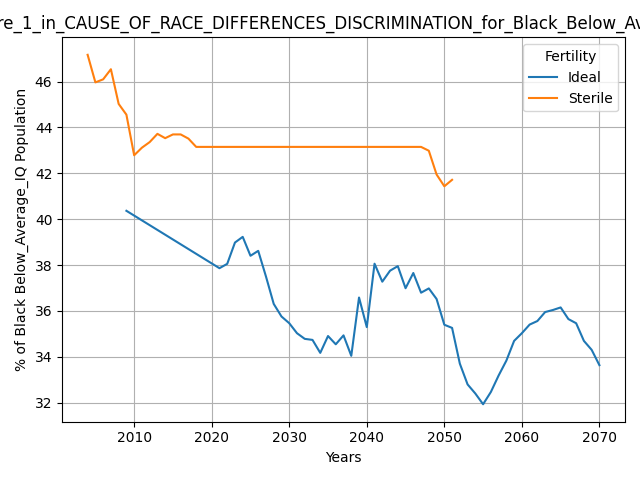 re_1_in_CAUSE_OF_RACE_DIFFERENCES_DISCRIMINATION_for_Black_Below_Av
Fertility
Ideal
Sterile
% of Black Below_Average_IQ Population
46
44
42
40
38
36
34
32
2010 2020 2030 2040 2050 2060 2070
Years